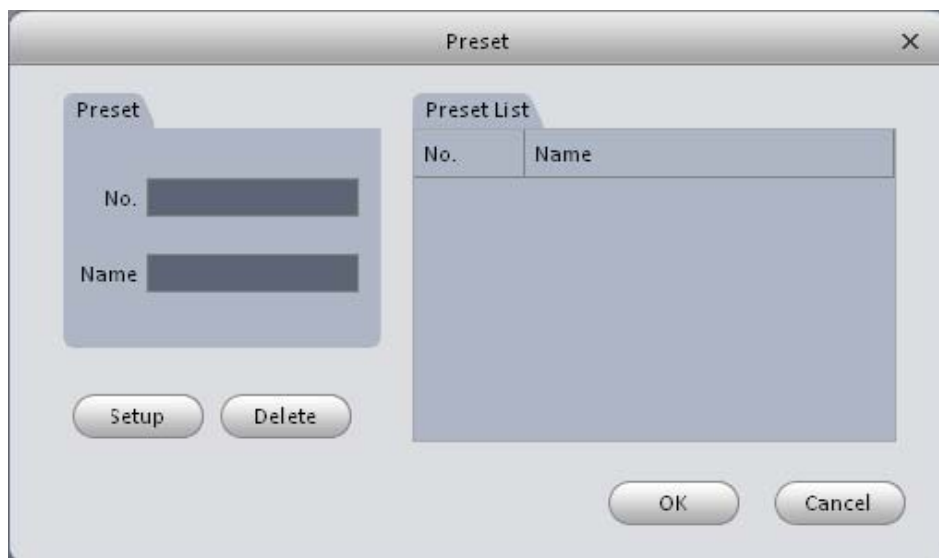 Preset
Preset
No.
Name
Setup Delete
Preset List
No. Name
OK Cancel